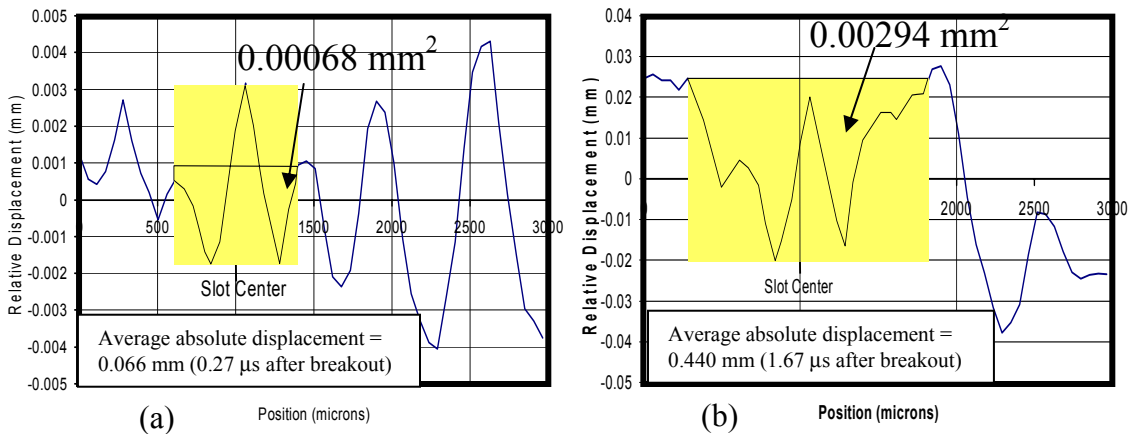 0.005
0.004
0.003
0.002
0.001
0
-0.001
-0.002
-0.003
-0.004
-0.005
Relative Displacement (mm)
0.00068 mm²
500
1500
2000
2500
3000
Slot Center
Average absolute displacement =
0.066 mm (0.27 μs after breakout)
(a)
Position (microns)
0.04
0.03
0.02
0.01
0
-0.01
-0.02
-0.03
-0.04
-0.05
Relative Displacement (mm)
0.00294 mm²
2000
2500
3000
Slot Center
Average absolute displacement =
0.440 mm (1.67 μs after breakout)
(b)
Position (microns)